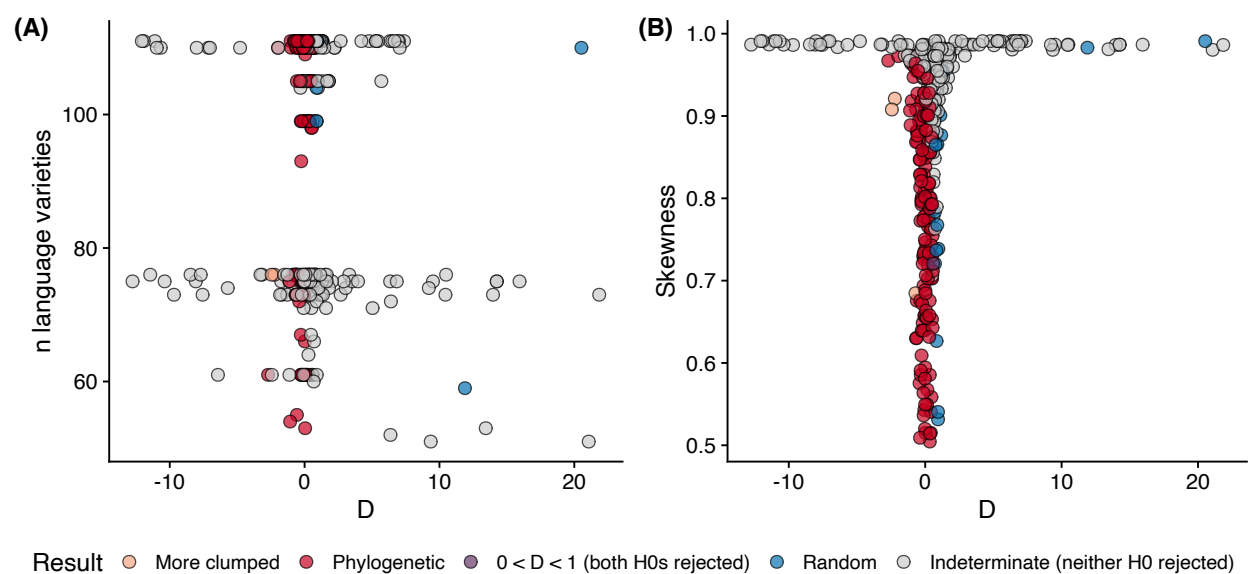 (A)
n language varieties
100
80
60
-10
0
10
20
D
(B)
Skewness
1.0
0.9
0.8
0.7
0.6
0.5
-10
0
10
20
D
Result More clumped Phylogenetic 0 < D < 1 (both H0s rejected) Random Indeterminate (neither H0 rejected)